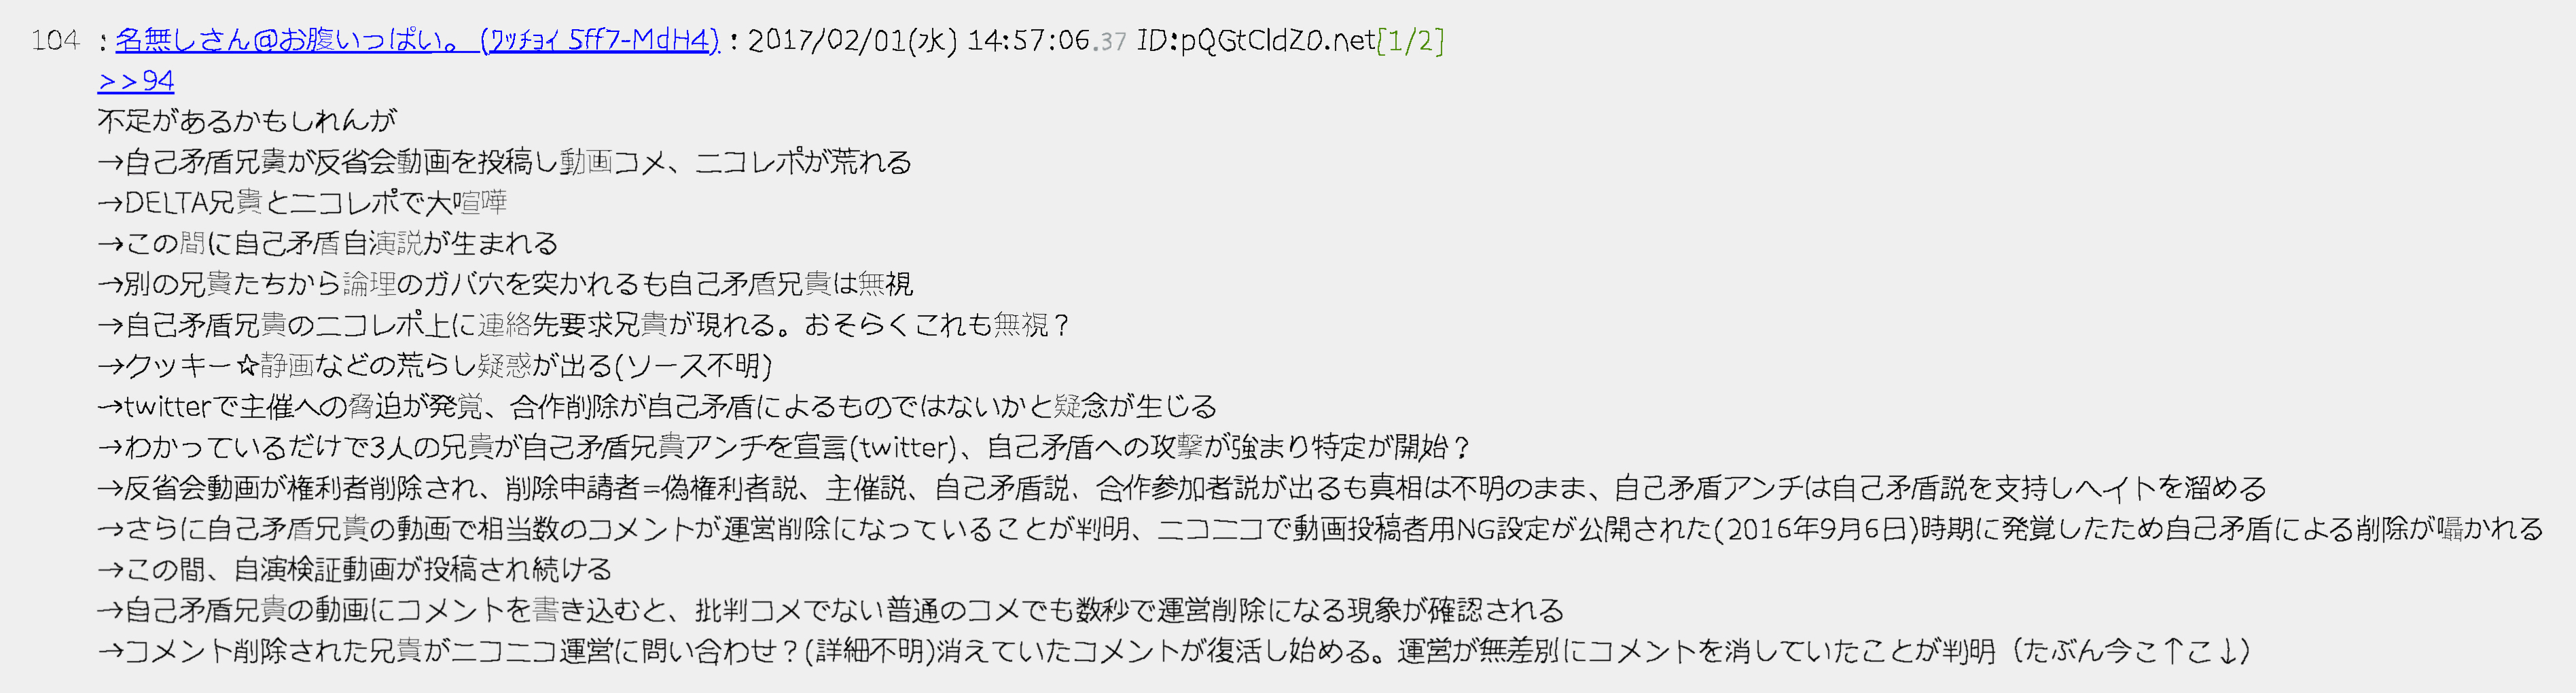 104 ：名無しさん＠お腹いっぱい。 (ﾜｯﾁｮｲ 5ff7-MdH4)：2017/02/01(水) 14:57:06.37 ID:pQGtCldZ0.net[1/2]
>>94
不足があるかもしれんが
→自己矛盾兄貴が反省会動画を投稿し動画コメ、ニコレポが荒れる
→DELTA兄貴とニコレポで大喧嘩
→この間に自己矛盾自演説が生まれる
→別の兄貴たちから論理のガバ穴を突かれるも自己矛盾兄貴は無視
→自己矛盾兄貴のニコレポ上に連絡先要求兄貴が現れる。おそらくこれも無視？
→クッキー☆静画などの荒らし疑惑が出る(ソース不明)
→twitterで主催への脅迫が発覚、合作削除が自己矛盾によるものではないかと疑念が生じる
→わかっているだけで3人の兄貴が自己矛盾兄貴アンチを宣言(twitter)、自己矛盾への攻撃が強まり特定が開始？
→反省会動画が権利者削除され、削除申請者=偽権利者説、主催説、自己矛盾説、合作参加者説が出るも真相は不明のまま、自己矛盾アンチは自己矛盾説を支持しヘイトを溜める
→さらに自己矛盾兄貴の動画で相当数のコメントが運営削除になっていることが判明、ニコニコで動画投稿者用NG設定が公開された(2016年9月6日)時期に発覚したため自己矛盾による削除が囁かれる
→この間、自演検証動画が投稿され続ける
→自己矛盾兄貴の動画にコメントを書き込むと、批判コメでない普通のコメでも数秒で運営削除になる現象が確認される
→コメント削除された兄貴がニコニコ運営に問い合わせ？(詳細不明)消えていたコメントが復活し始める。運営が無差別にコメントを消していたことが判明（たぶん今こ↑こ↓）